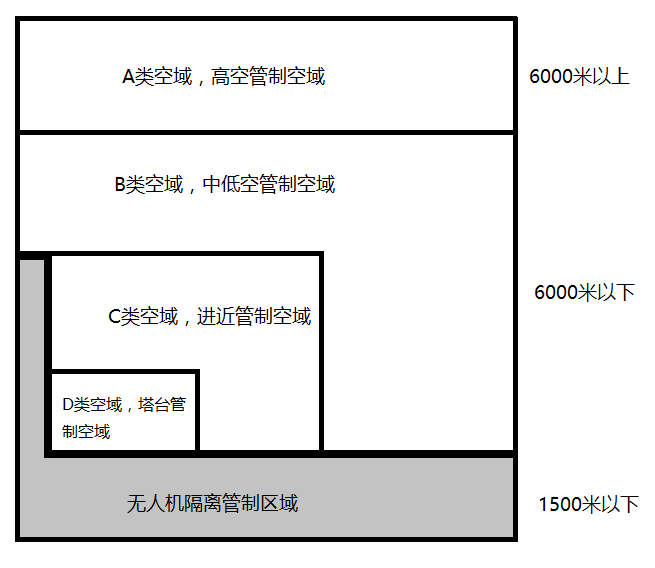 A类空域，高空管制空域
6000米以上
B类空域，中低空管制空域
6000米以下
C类空域，进近管制空域
D类空域，塔台管
制空域
无人机隔离管制区域
1500米以下